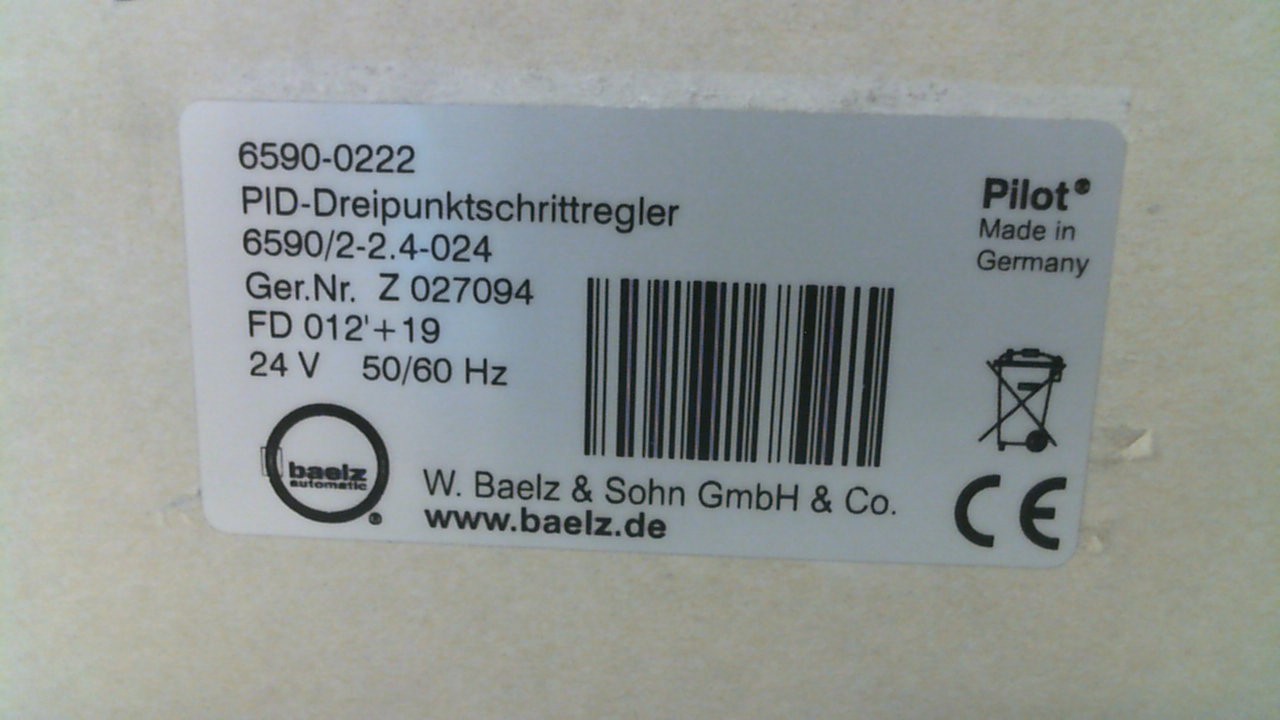 6590-0222
PID-Dreipunktschrittregler
6590/2-2.4-024
Ger.Nr. Z 027094
FD 012'+19
24 V 50/60 Hz
Pilot®
Made in
Germany
baelz
automatic
®
W. Baelz & Sohn GmbH & Co.
www.baelz.de
CE